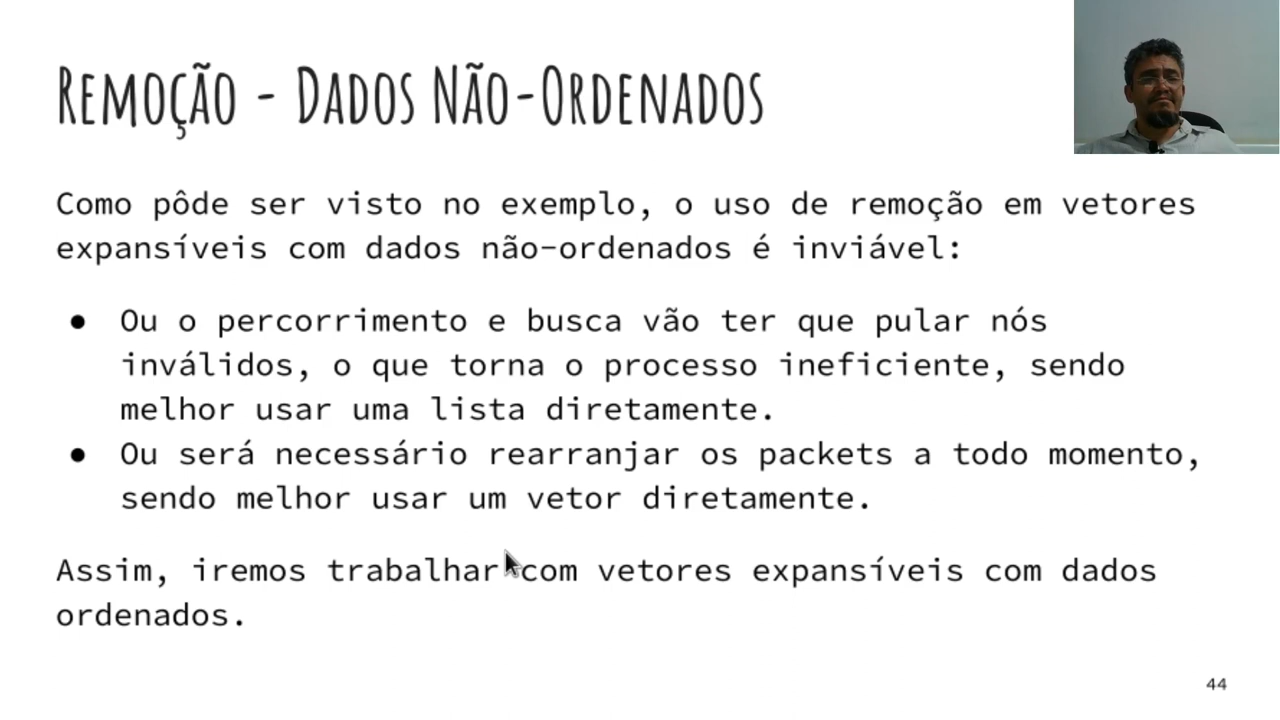 Remoção - Dados Não-Ordenados
Como pôde ser visto no exemplo, o uso de remoção em vetores
expansíveis com dados não-ordenados é inviável:
● Ou o percorrimento e busca vão ter que pular nós
inválidos, o que torna o processo ineficiente, sendo
melhor usar uma lista diretamente.
● Ou será necessário rearranjar os packets a todo momento,
sendo melhor usar um vetor diretamente.
Assim, iremos trabalhar com vetores expansíveis com dados
ordenados.
44